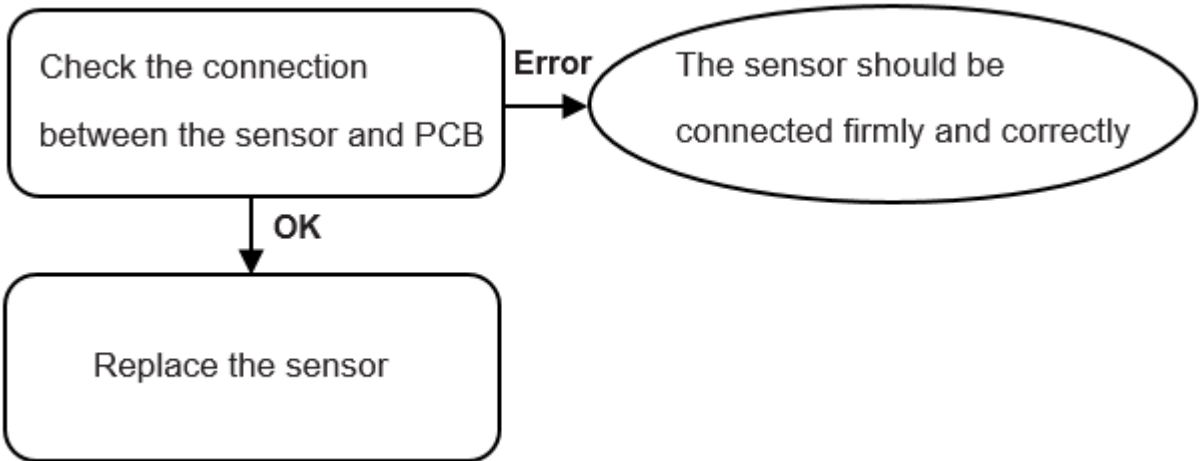 Check the connection
between the sensor and PCB
Error
The sensor should be
connected firmly and correctly
OK
Replace the sensor